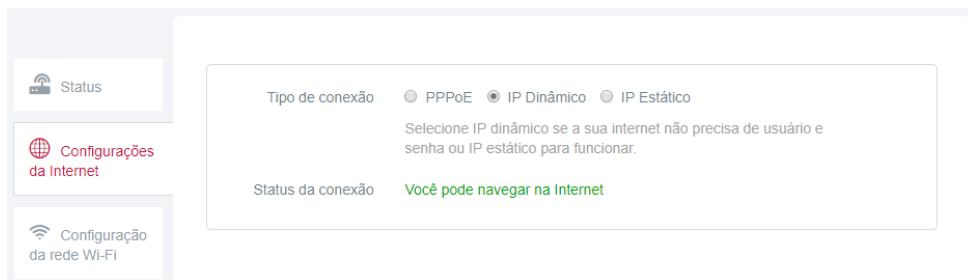 Status
Configurações
da Internet
Configuração
da rede Wi-Fi
Tipo de conexão PPPoE IP Dinâmico IP Estático
Selecione IP dinâmico se a sua internet não precisa de usuário e
senha ou IP estático para funcionar.
Status da conexão Você pode navegar na Internet